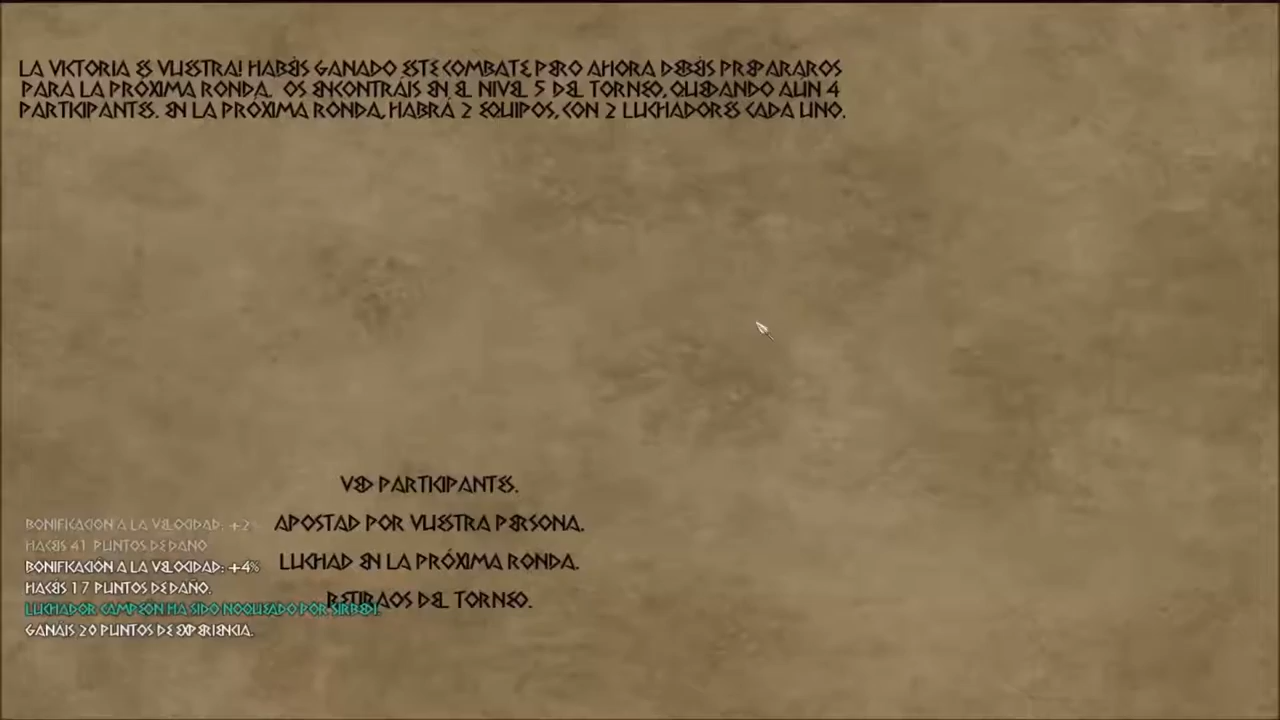 LA VICTORIA ES VUESTRA! HABÉIS GANADO ESTE COMBATE, PERO AHORA DEBÉIS PREPARAROS
PARA LA PRÓXIMA RONDA. OS ENCONTRÁIS EN EL NIVEL 5 DEL TORNEO, QUEDANDO AUN 4
PARTICIPANTES. EN LA PRÓXIMA RONDA, HABRÁ 2 EQUIPOS, CON 2 LUCHADORES CADA UNO.
VED PARTICIPANTES.
APOSTAD POR VUESTRA PERSONA.
LUCHAD EN LA PRÓXIMA RONDA.
RETIRAOS DEL TORNEO.
BONIFICACIÓN A LA VELOCIDAD: +2
HACÉIS 41 PUNTOS DE DAÑO
BONIFICACIÓN A LA VELOCIDAD: +4%
HACÉIS 17 PUNTOS DE DAÑO.
LUCHADOR CAMPEON HA SIDO NOQUEADO POR
GANÁIS 20 PUNTOS DE EXPERIENCIA.